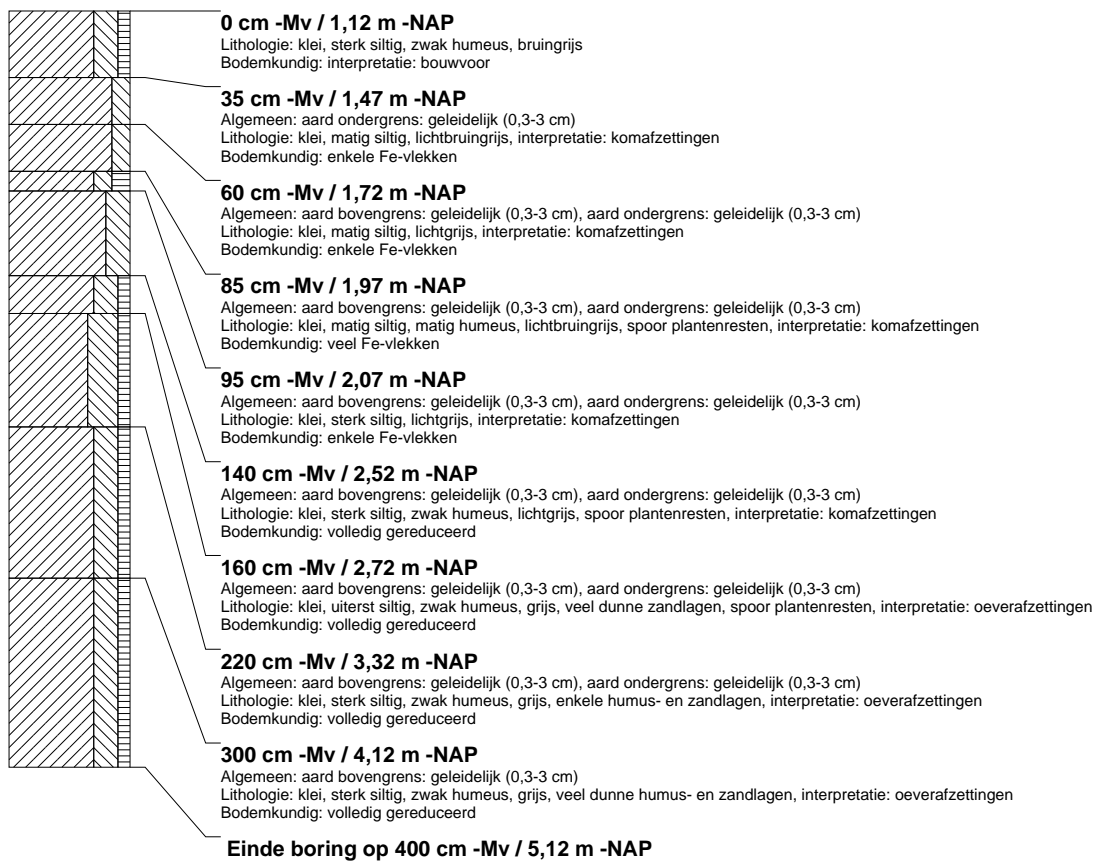 0 cm -Mv / 1,12 m -NAP
Lithologie: klei, sterk siltig, zwak humeus, bruingrijs
Bodemkundig: interpretatie: bouwvoor
35 cm -Mv / 1,47 m -NAP
Algemeen: aard ondergrens: geleidelijk (0,3-3 cm)
Lithologie: klei, matig siltig, lichtbruingrijs, interpretatie: komafzettingen
Bodemkundig: enkele Fe-vlekken
60 cm -Mv / 1,72 m -NAP
Algemeen: aard bovengrens: geleidelijk (0,3-3 cm), aard ondergrens: geleidelijk (0,3-3 cm)
Lithologie: klei, matig siltig, lichtgrijs, interpretatie: komafzettingen
Bodemkundig: enkele Fe-vlekken
85 cm -Mv / 1,97 m -NAP
Algemeen: aard bovengrens: geleidelijk (0,3-3 cm), aard ondergrens: geleidelijk (0,3-3 cm)
Lithologie: klei, matig siltig, matig humeus, lichtbruingrijs, spoor plantenresten, interpretatie: komafzettingen
Bodemkundig: veel Fe-vlekken
95 cm -Mv / 2,07 m -NAP
Algemeen: aard bovengrens: geleidelijk (0,3-3 cm), aard ondergrens: geleidelijk (0,3-3 cm)
Lithologie: klei, sterk siltig, lichtgrijs, interpretatie: komafzettingen
Bodemkundig: enkele Fe-vlekken
140 cm -Mv / 2,52 m -NAP
Algemeen: aard bovengrens: geleidelijk (0,3-3 cm), aard ondergrens: geleidelijk (0,3-3 cm)
Lithologie: klei, sterk siltig, zwak humeus, lichtgrijs, spoor plantenresten, interpretatie: komafzettingen
Bodemkundig: volledig gereduceerd
160 cm -Mv / 2,72 m -NAP
Algemeen: aard bovengrens: geleidelijk (0,3-3 cm), aard ondergrens: geleidelijk (0,3-3 cm)
Lithologie: klei, uiterst siltig, zwak humeus, grijs, veel dunne zandlagen, spoor plantenresten, interpretatie: oeverafzettingen
Bodemkundig: volledig gereduceerd
220 cm -Mv / 3,32 m -NAP
Algemeen: aard bovengrens: geleidelijk (0,3-3 cm), aard ondergrens: geleidelijk (0,3-3 cm)
Lithologie: klei, sterk siltig, zwak humeus, grijs, enkele humus- en zandlagen, interpretatie: oeverafzettingen
Bodemkundig: volledig gereduceerd
300 cm -Mv / 4,12 m -NAP
Algemeen: aard bovengrens: geleidelijk (0,3-3 cm)
Lithologie: klei, sterk siltig, zwak humeus, grijs, veel dunne humus- en zandlagen, interpretatie: oeverafzettingen
Bodemkundig: volledig gereduceerd
Einde boring op 400 cm -Mv / 5,12 m -NAP